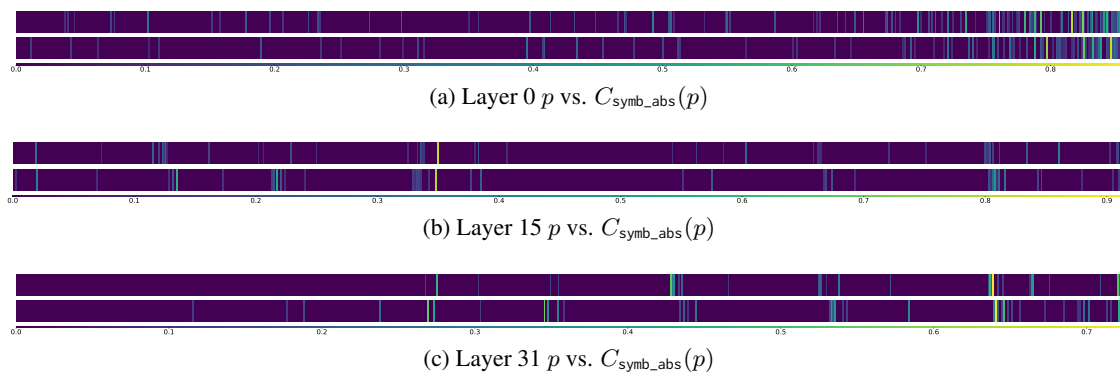 0.0 0.1 0.2 0.3 0.4 0.5 0.6 0.7 0.8
(a) Layer 0 p vs. C_symb_abs(p)
0.0 0.1 0.2 0.3 0.4 0.5 0.6 0.7 0.8 0.9
(b) Layer 15 p vs. C_symb_abs(p)
0.0 0.1 0.2 0.3 0.4 0.5 0.6 0.7
(c) Layer 31 p vs. C_symb_abs(p)